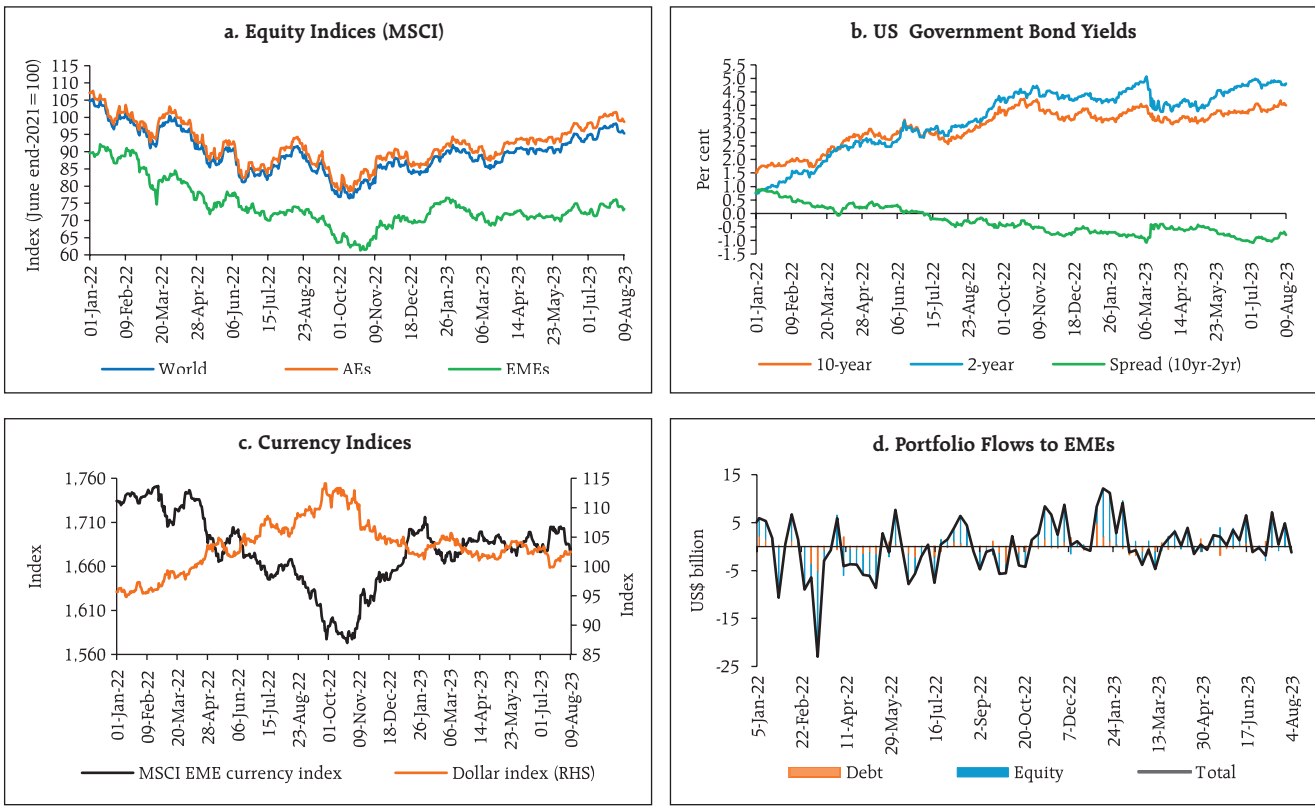 a. Equity Indices (MSCI)
Index (June end-2021=100)
115
110
105
100
95
90
85
80
75
70
65
60
01-Jan-22
09-Feb-22
20-Mar-22
28-Apr-22
06-Jun-22
15-Jul-22
23-Aug-22
01-Oct-22
09-Nov-22
18-Dec-22
26-Jan-23
06-Mar-23
14-Apr-23
23-May-23
01-Jul-23
09-Aug-23
World AEs EMEs
b. US Government Bond Yields
Per cent
5.5
5.0
4.5
4.0
3.5
3.0
2.5
2.0
1.5
1.0
0.5
0.0
-0.5
-1.0
-1.5
01-Jan-22
09-Feb-22
20-Mar-22
28-Apr-22
06-Jun-22
15-Jul-22
23-Aug-22
01-Oct-22
09-Nov-22
18-Dec-22
26-Jan-23
06-Mar-23
14-Apr-23
23-May-23
01-Jul-23
09-Aug-23
10-year 2-year Spread (10yr-2yr)
c. Currency Indices
Index
1,760
1,710
1,660
1,610
1,560
115
110
105
100
95
90
85
Index
01-Jan-22
09-Feb-22
20-Mar-22
28-Apr-22
06-Jun-22
15-Jul-22
23-Aug-22
01-Oct-22
09-Nov-22
18-Dec-22
26-Jan-23
06-Mar-23
14-Apr-23
23-May-23
01-Jul-23
09-Aug-23
MSCI EME currency index Dollar index (RHS)
d. Portfolio Flows to EMEs
US$ billion
15
5
-5
-15
-25
5-Jan-22
22-Feb-22
11-Apr-22
29-May-22
16-Jul-22
2-Sep-22
20-Oct-22
7-Dec-22
24-Jan-23
13-Mar-23
30-Apr-23
17-Jun-23
4-Aug-23
Debt Equity Total